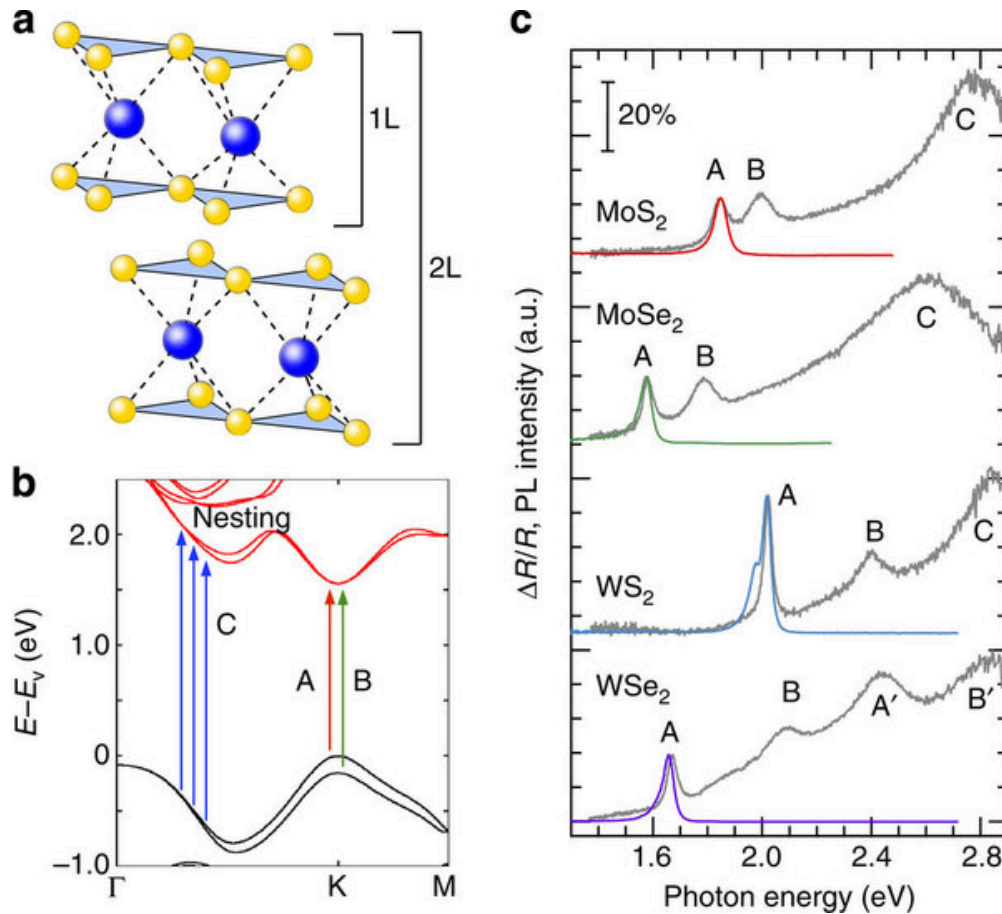 a
1L
2L
b
Nesting
C
A
B
E–Eᵥ (eV)
2.0
1.0
0
−1.0
Γ
K
M
c
20%
A
B
C
MoS₂
MoSe₂
A
B
C
A
B
C
WS₂
WSe₂
A
B
A′
B′
ΔR/R, PL intensity (a.u.)
1.6
2.0
2.4
2.8
Photon energy (eV)